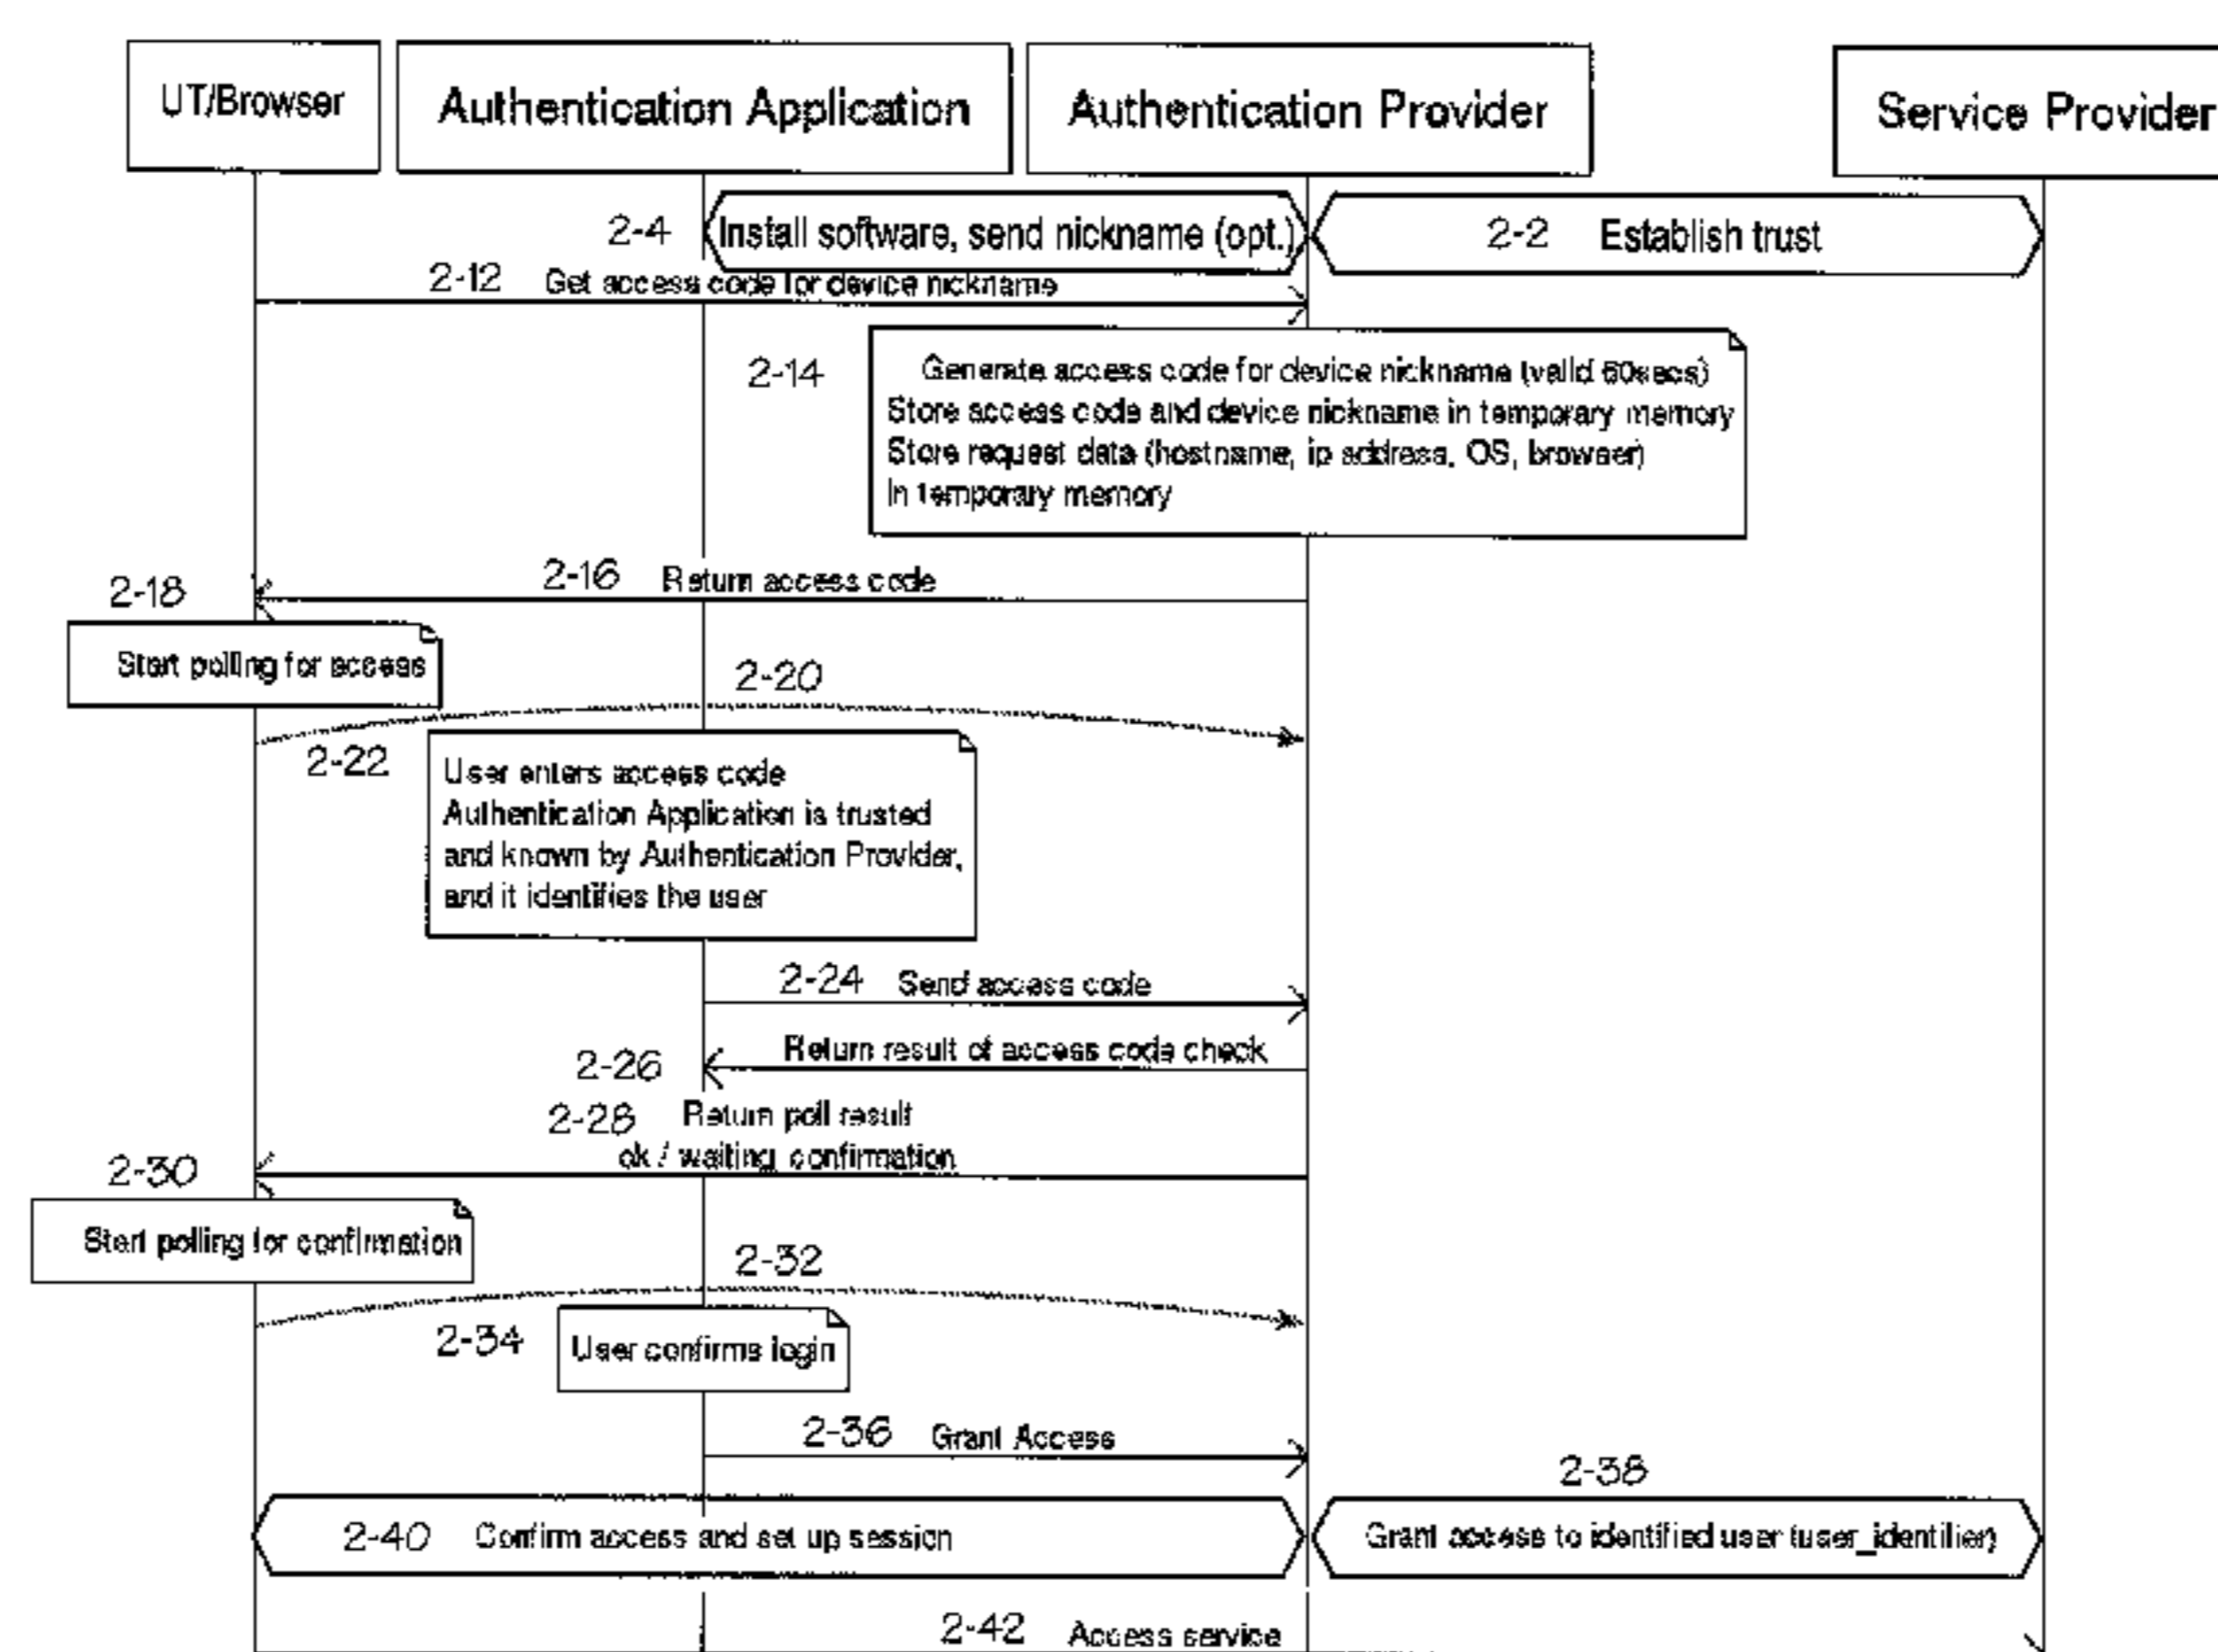 UT/Browser
Authentication Application
Authentication Provider
Service Provider
2-4 Install software, send nickname (opt.)
2-2 Establish trust
2-12 Get access code for device nickname
2-14 Generate access code for device nickname (valid 60secs)
Store access code and device nickname in temporary memory
Store request data (hostname, ip address, OS, browser)
In temporary memory
2-16 Return access code
2-18
Start polling for access
2-20
2-22
User enters access code
Authentication Application is trusted
and known by Authentication Provider,
and it identifies the user
2-24 Send access code
2-26 Return result of access code check
2-28 Return poll result
ok / waiting confirmation
2-30
Start polling for confirmation
2-32
2-34 User confirms login
2-36 Grant Access
2-38
2-40 Confirm access and set up session
Grant access to identified user (user_identifier)
2-42 Access service